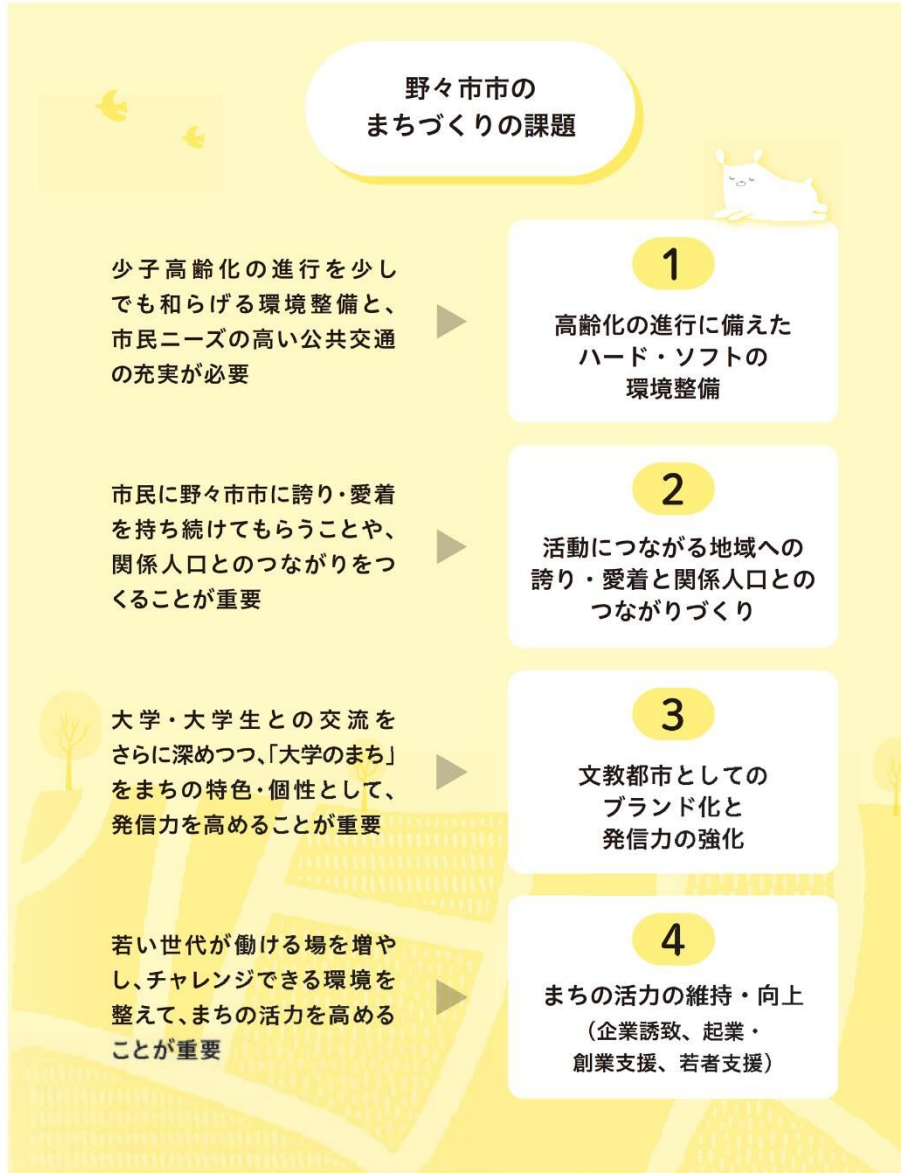 野々市市の
まちづくりの課題
少子高齢化の進行を少し
でも和らげる環境整備と、
市民ニーズの高い公共交通
の充実が必要
1
高齢化の進行に備えた
ハード・ソフトの
環境整備
市民に野々市市に誇り・愛着
を持ち続けてもらうことや、
関係人口とのつながりをつ
くることが重要
2
活動につながる地域への
誇り・愛着と関係人口との
つながりづくり
大学・大学生との交流を
さらに深めつつ、「大学のまち」
をまちの特色・個性として、
発信力を高めることが重要
3
文教都市としての
ブランド化と
発信力の強化
若い世代が働ける場を増や
し、チャレンジできる環境を
整えて、まちの活力を高める
ことが重要
4
まちの活力の維持・向上
（企業誘致、起業・
創業支援、若者支援）